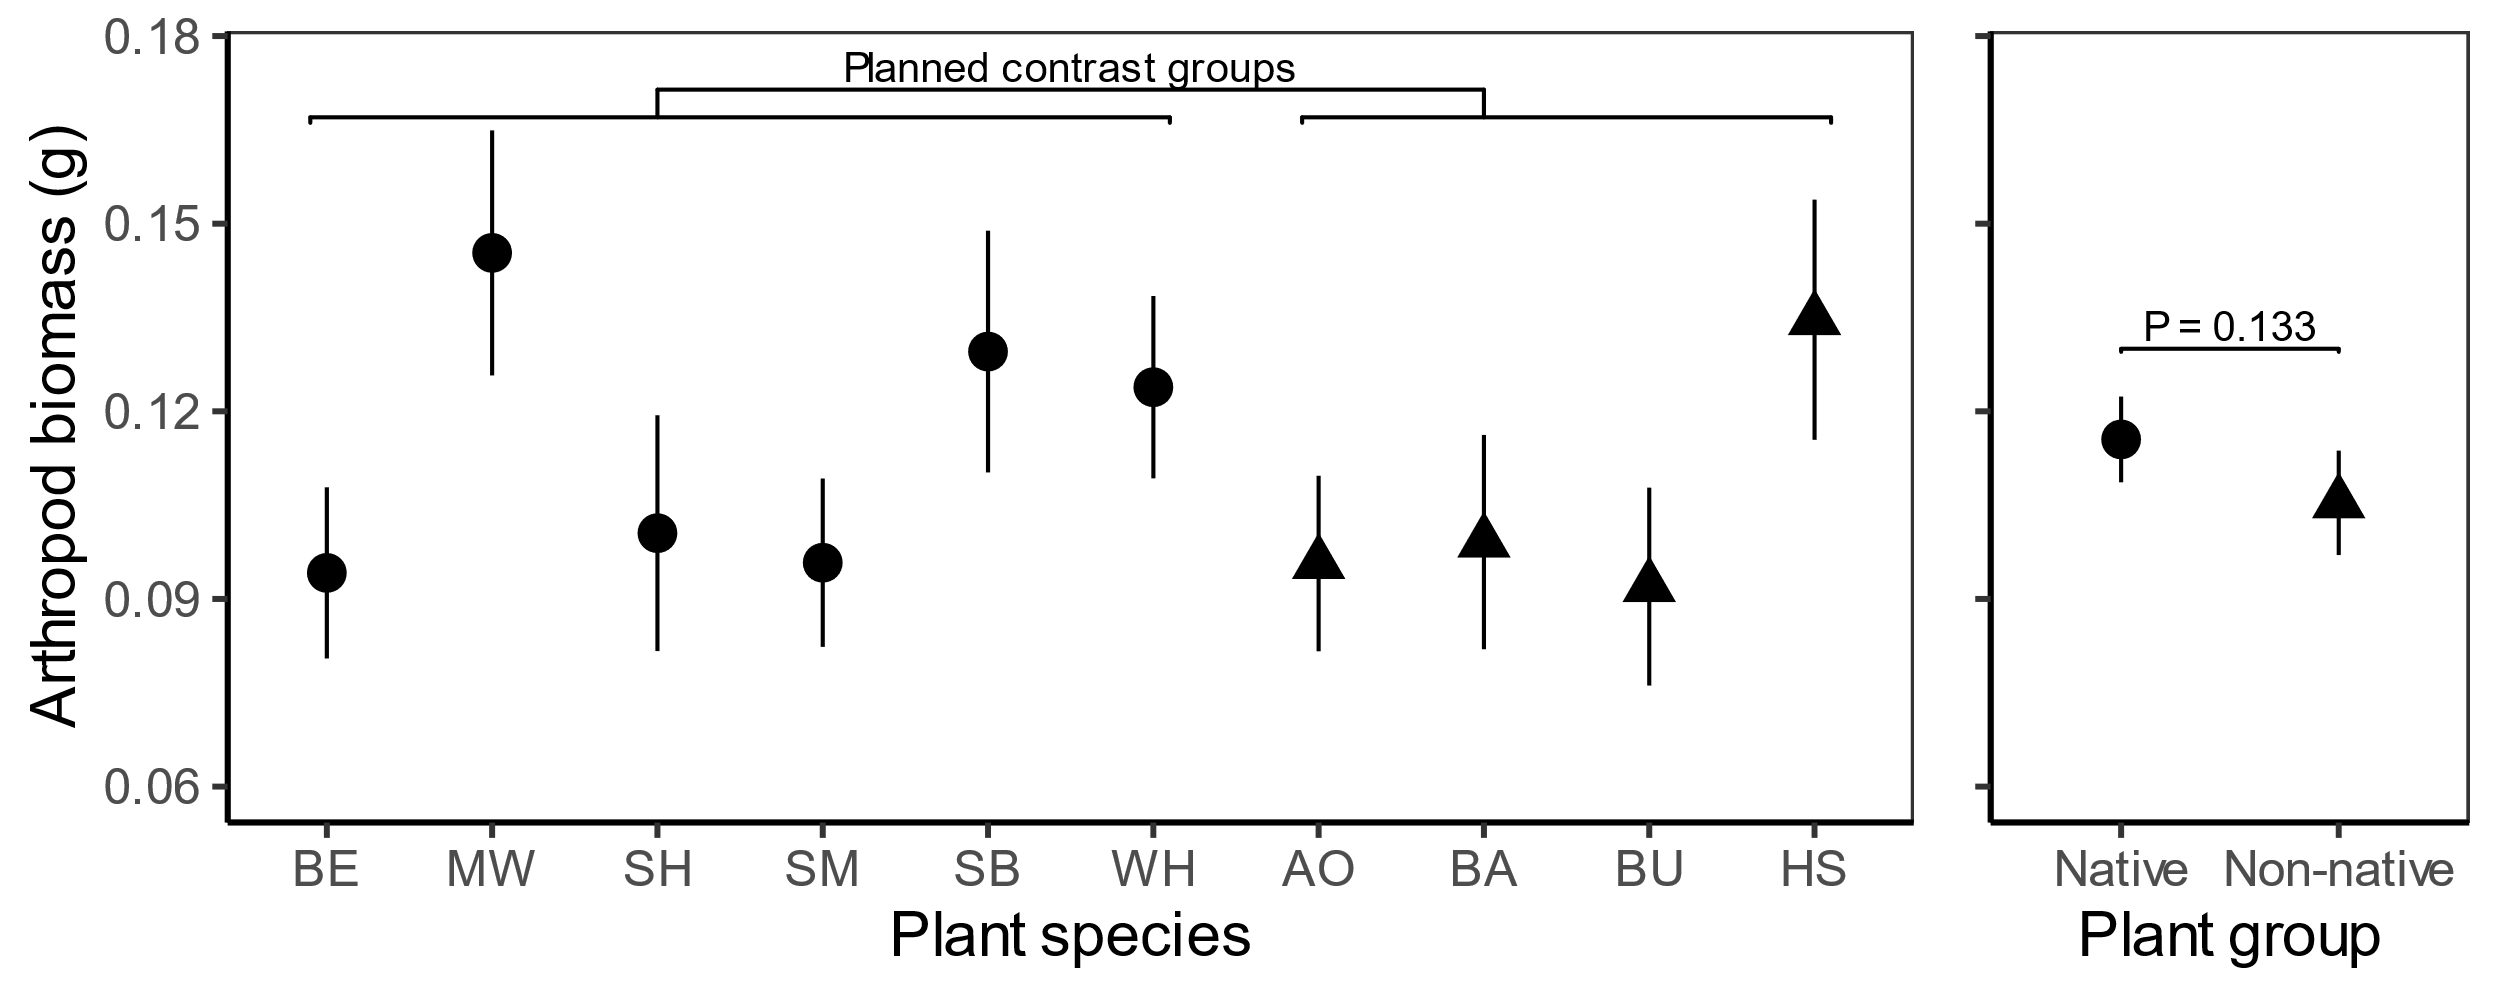 Arthropod biomass (g)
0.18
0.15
0.12
0.09
0.06
Planned contrast groups
BE MW SH SM SB WH AO BA BU HS
Plant species
P = 0.133
Native Non-native
Plant group